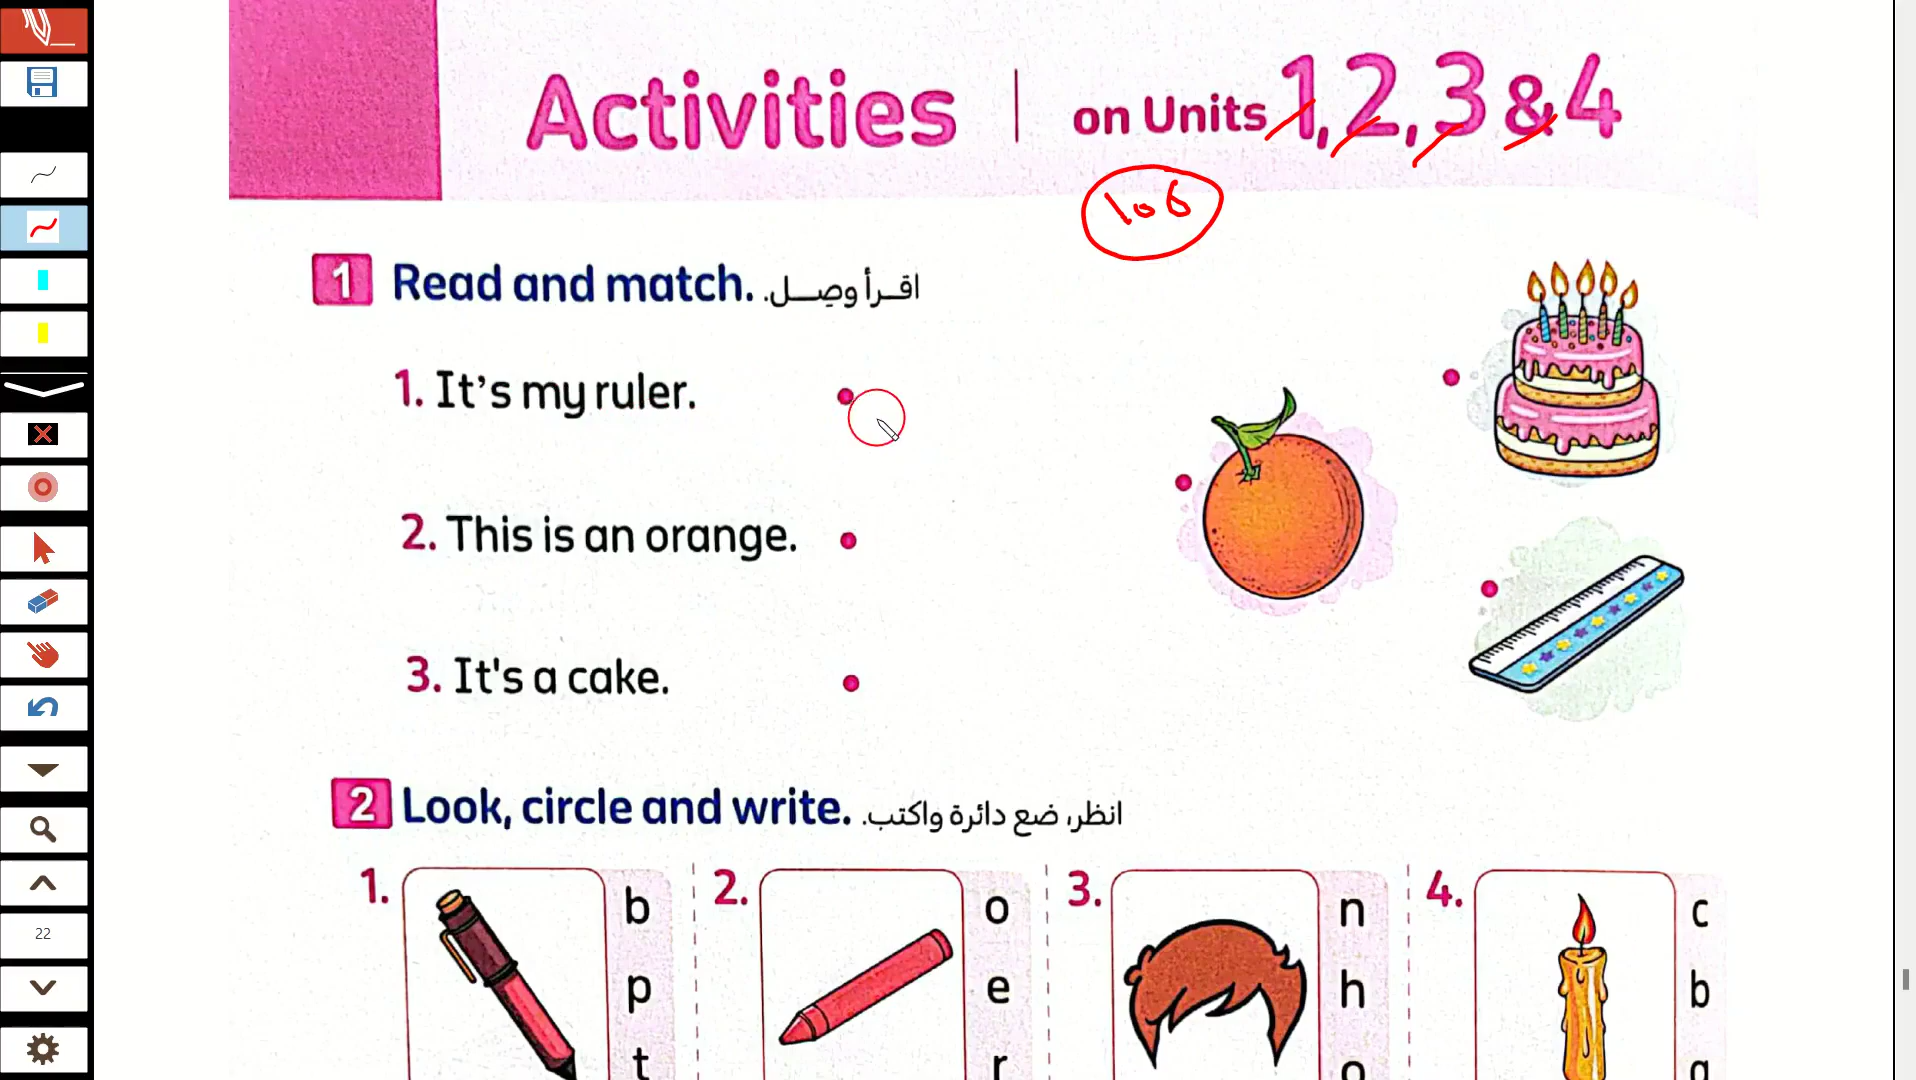 Activities on Units 1, 2, 3 & 4
106
1 Read and match. اقرأ وصل.
1. It's my ruler.
2. This is an orange.
3. It's a cake.
2 Look, circle and write. انظر، ضع دائرة واكتب.
1. 2. 3. 4.
b o n c
p e h b
t r
22